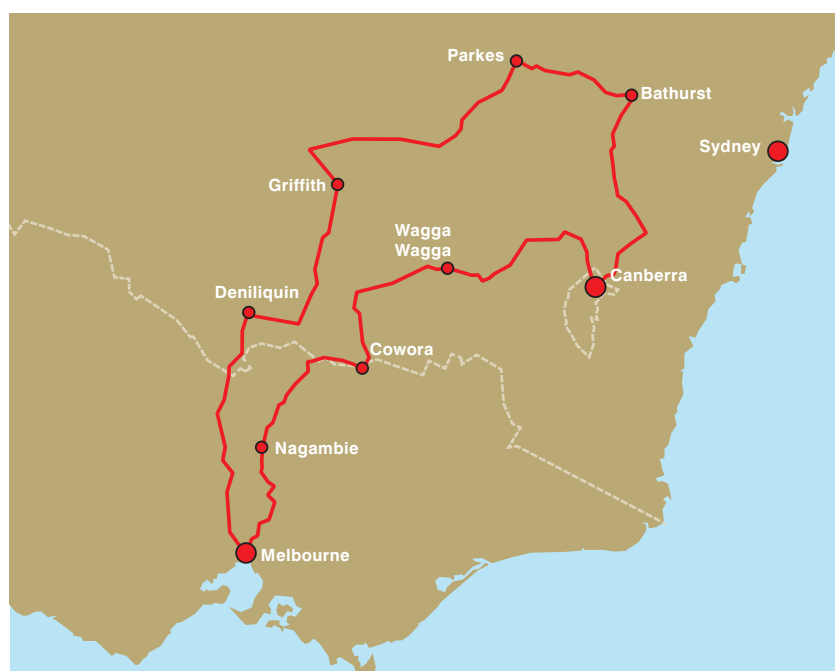 Parkes
Bathurst
Sydney
Griffith
Wagga
Wagga
Canberra
Deniliquin
Cowora
Nagambie
Melbourne